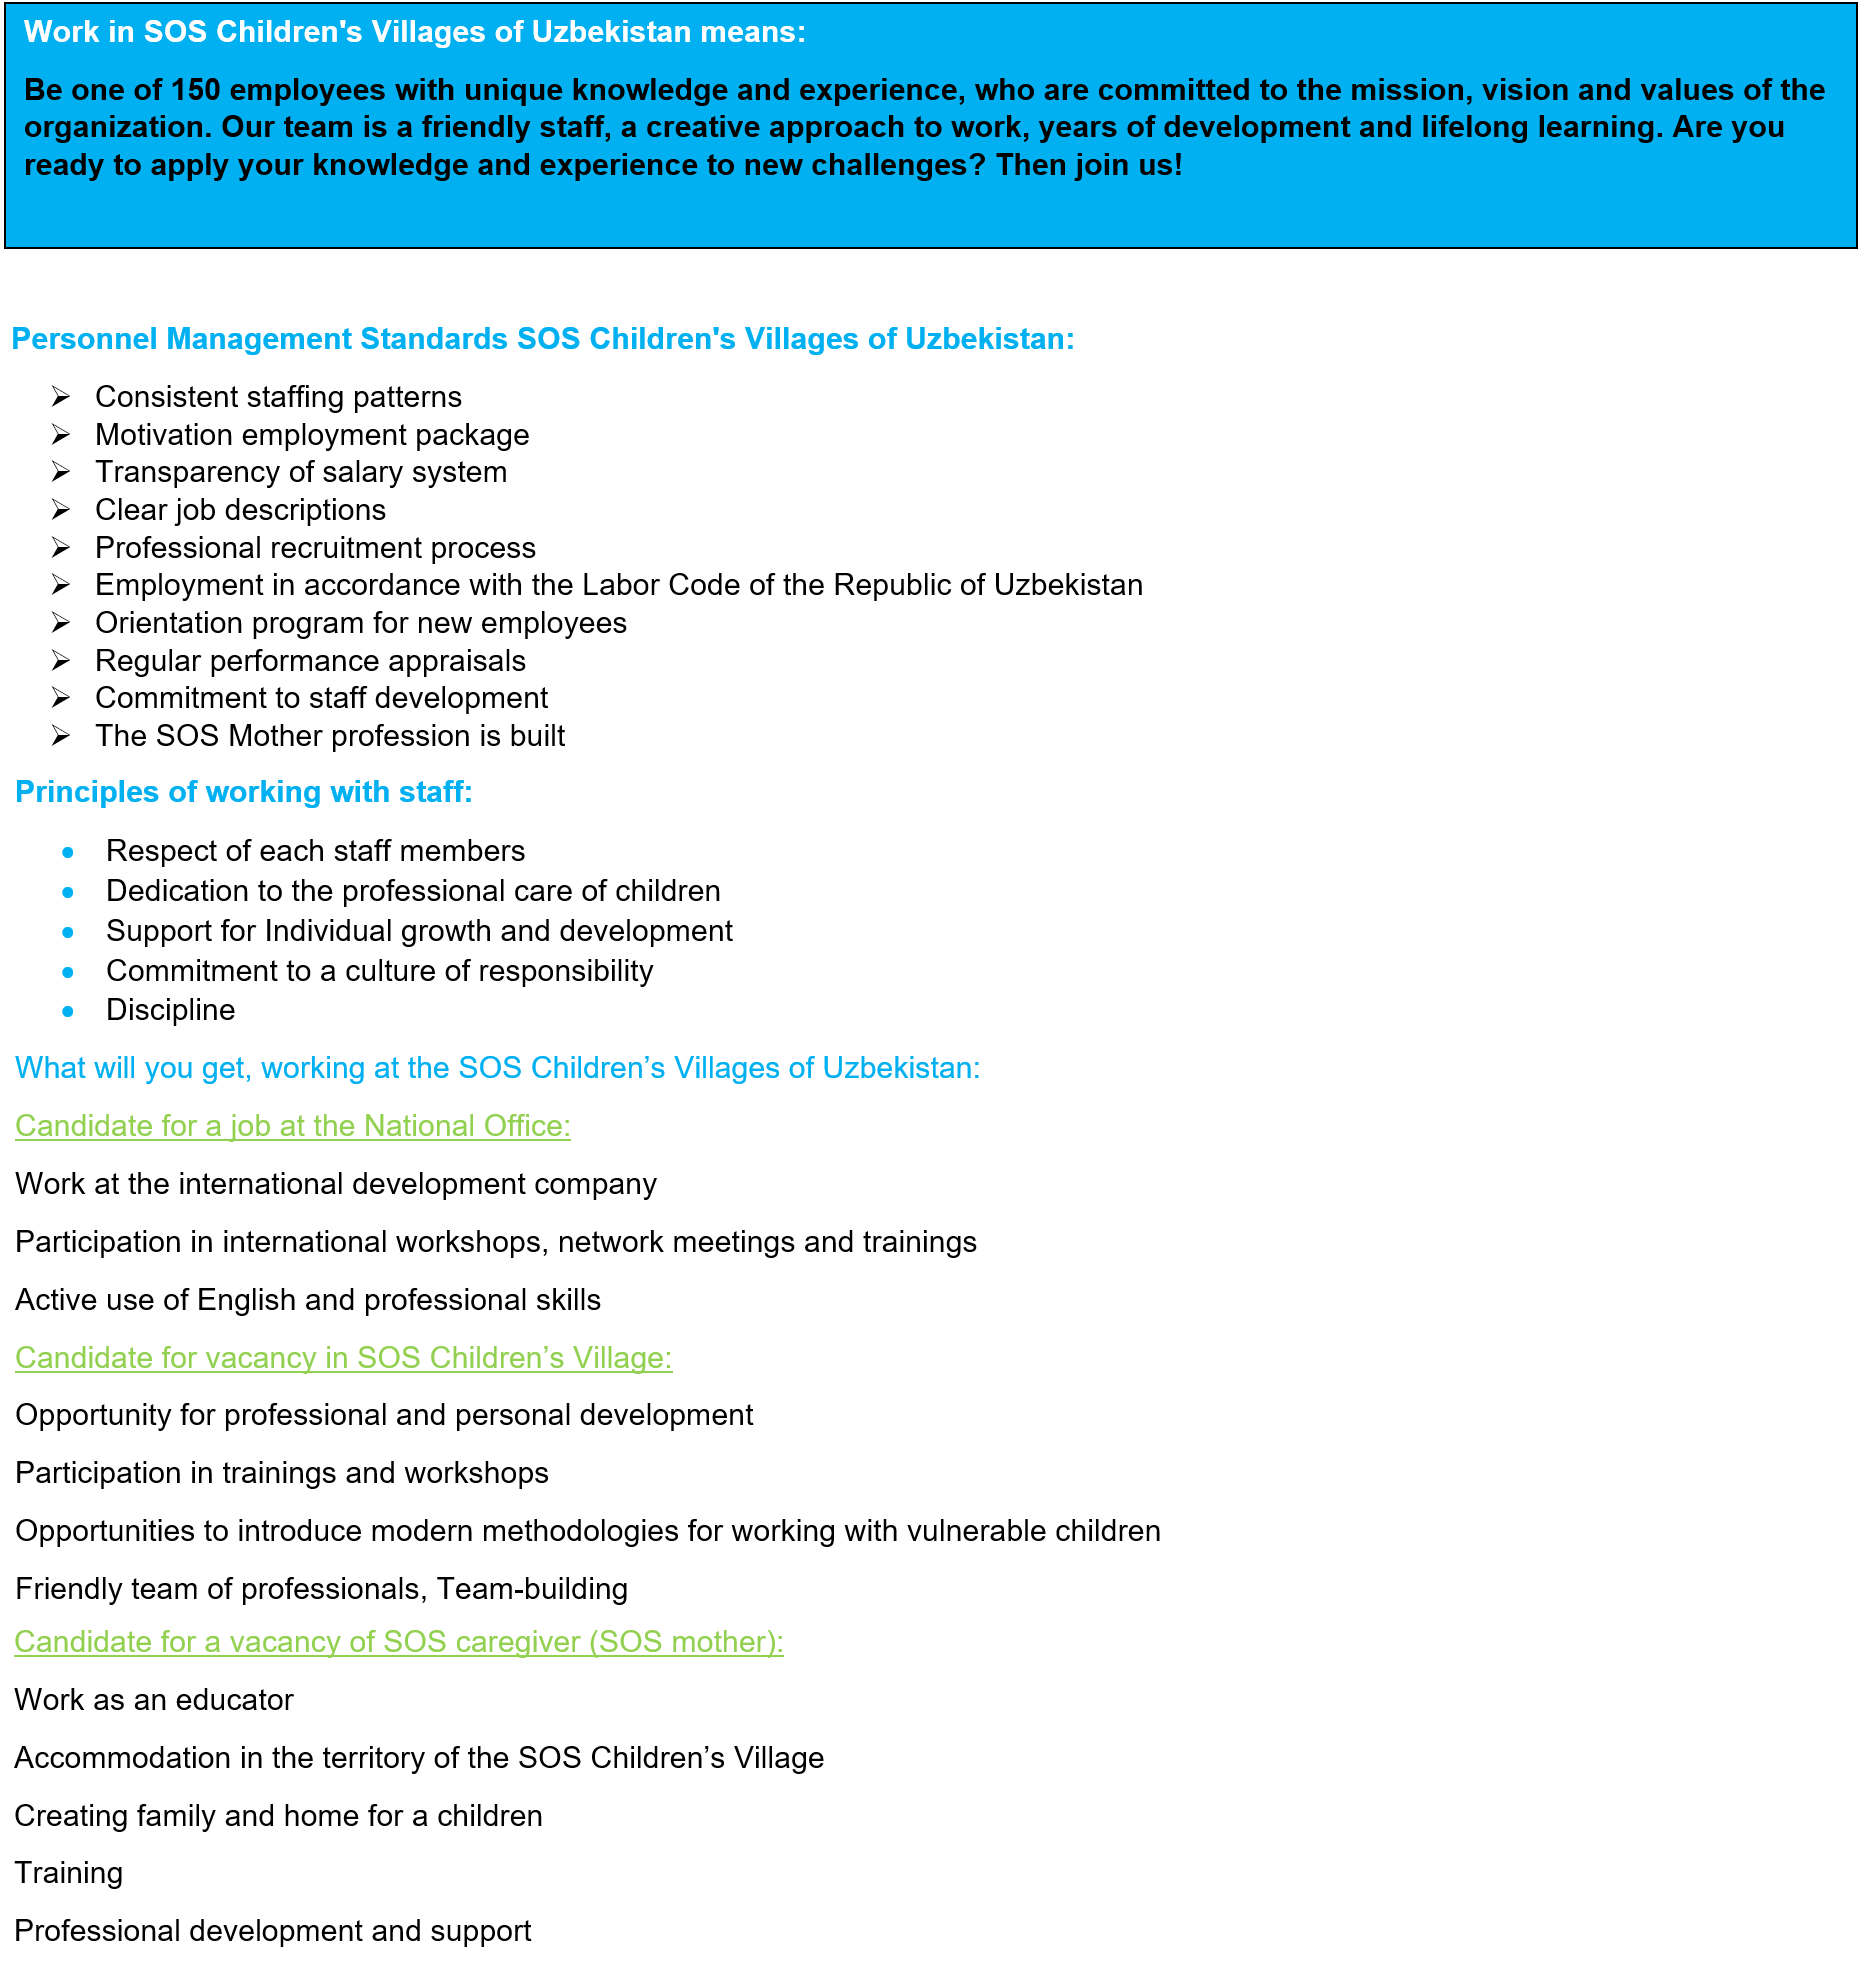 Work in SOS Children's Villages of Uzbekistan means:
Be one of 150 employees with unique knowledge and experience, who are committed to the mission, vision and values of the
organization. Our team is a friendly staff, a creative approach to work, years of development and lifelong learning. Are you
ready to apply your knowledge and experience to new challenges? Then join us!
Personnel Management Standards SOS Children's Villages of Uzbekistan:
➢ Consistent staffing patterns
➢ Motivation employment package
➢ Transparency of salary system
➢ Clear job descriptions
➢ Professional recruitment process
➢ Employment in accordance with the Labor Code of the Republic of Uzbekistan
➢ Orientation program for new employees
➢ Regular performance appraisals
➢ Commitment to staff development
➢ The SOS Mother profession is built
Principles of working with staff:
• Respect of each staff members
• Dedication to the professional care of children
• Support for Individual growth and development
• Commitment to a culture of responsibility
• Discipline
What will you get, working at the SOS Children’s Villages of Uzbekistan:
Candidate for a job at the National Office:
Work at the international development company
Participation in international workshops, network meetings and trainings
Active use of English and professional skills
Candidate for vacancy in SOS Children’s Village:
Opportunity for professional and personal development
Participation in trainings and workshops
Opportunities to introduce modern methodologies for working with vulnerable children
Friendly team of professionals, Team-building
Candidate for a vacancy of SOS caregiver (SOS mother):
Work as an educator
Accommodation in the territory of the SOS Children’s Village
Creating family and home for a children
Training
Professional development and support